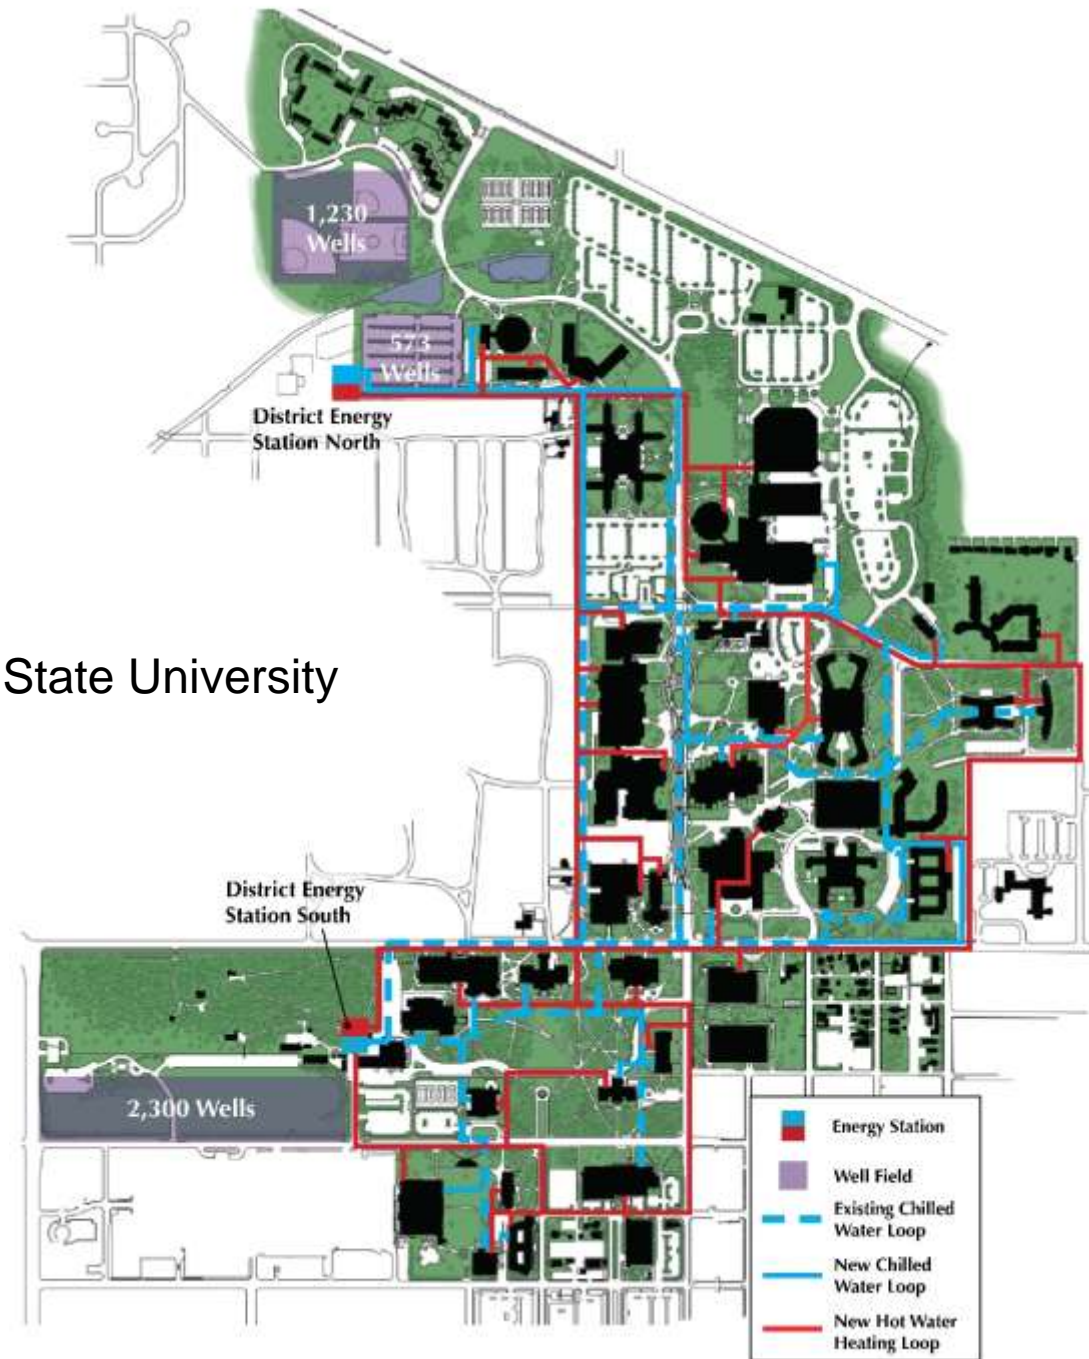 1,230
Wells
573
Wells
District Energy
Station North
State University
District Energy
Station South
2,300 Wells
Energy Station
Well Field
Existing Chilled
Water Loop
New Chilled
Water Loop
New Hot Water
Heating Loop